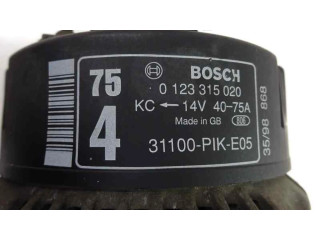 75
4
BOSCH
0 123 315 020
KC ← 14V 40-75A
Made in GB 806
31100-PIK-E05
35/98 868